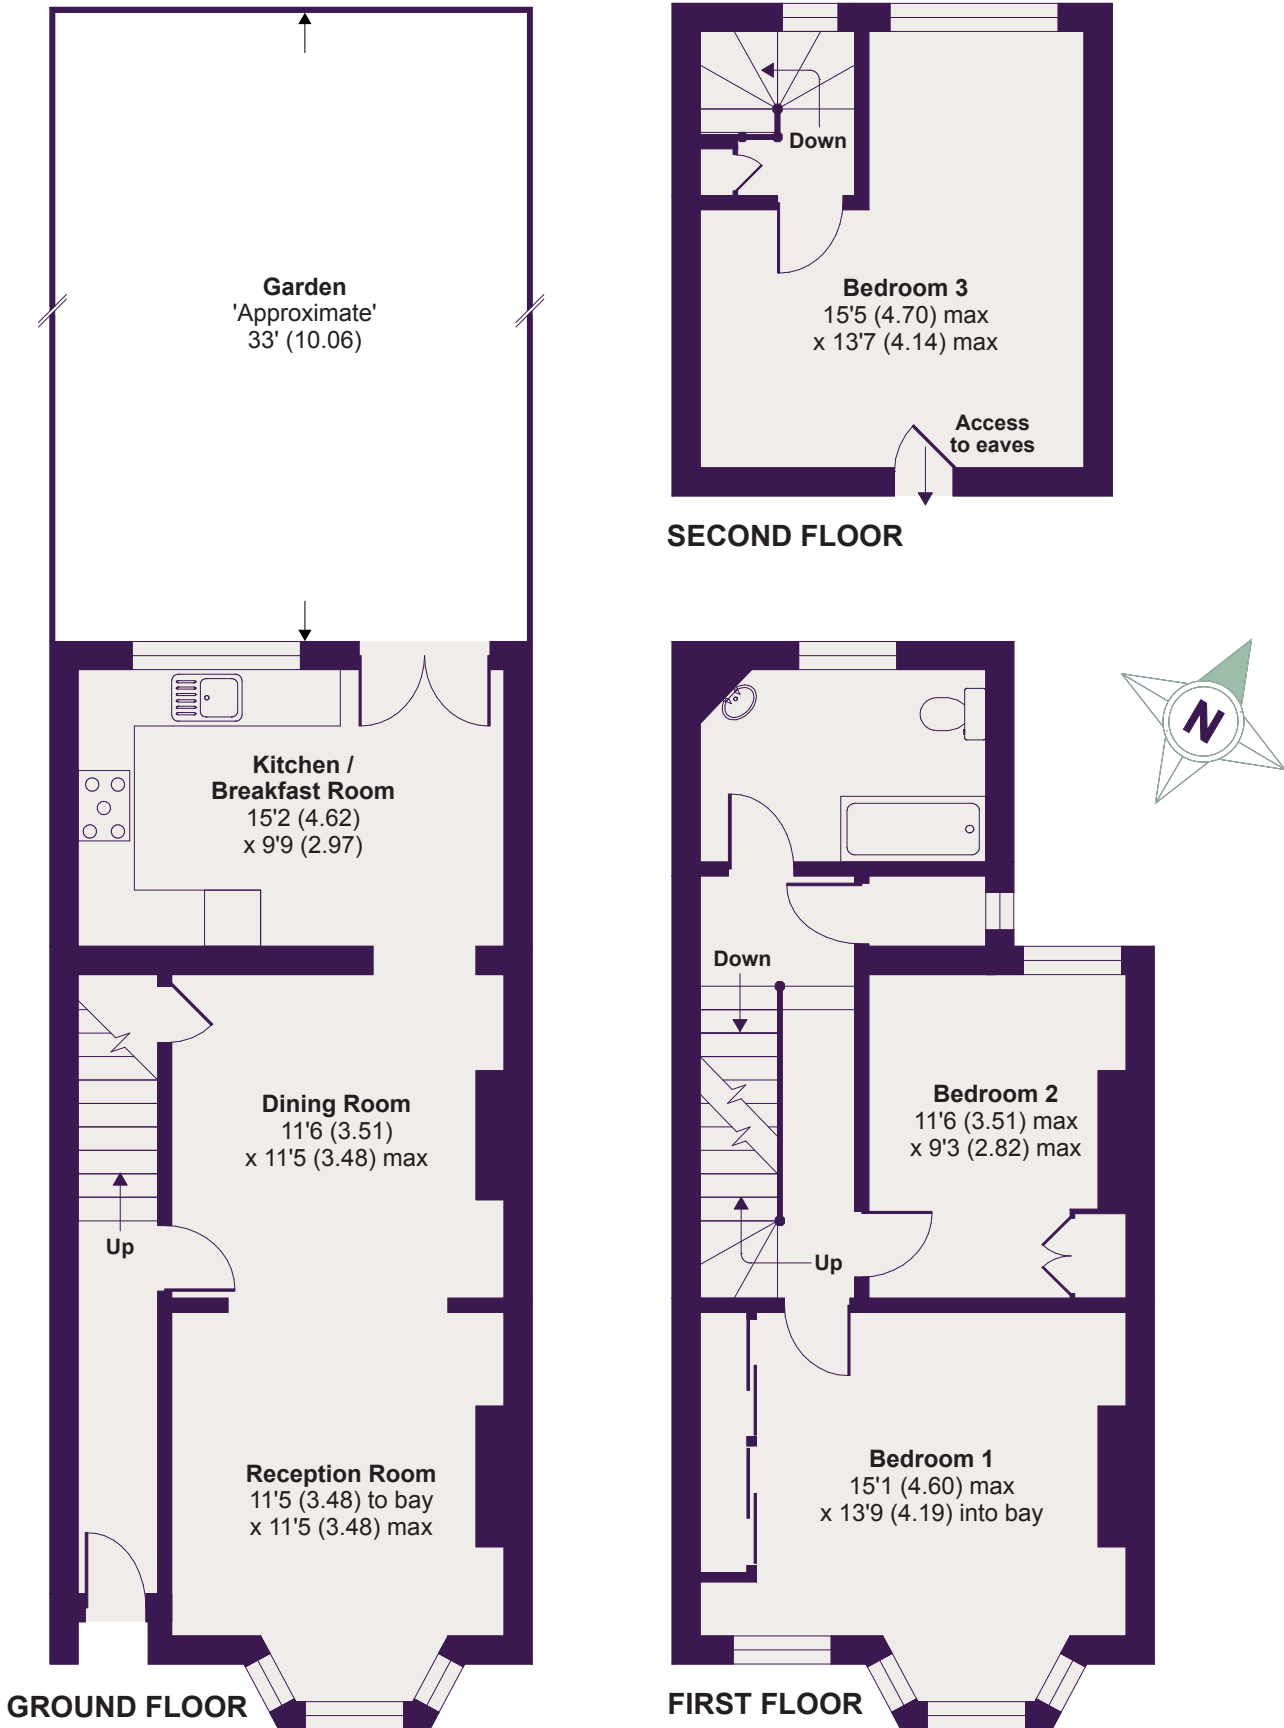 Garden
'Approximate'
33' (10.06)
Down
Bedroom 3
15'5 (4.70) max
x 13'7 (4.14) max
Access
to eaves
SECOND FLOOR
Kitchen /
Breakfast Room
15'2 (4.62)
x 9'9 (2.97)
N
Dining Room
11'6 (3.51)
x 11'5 (3.48) max
Up
Reception Room
11'5 (3.48) to bay
x 11'5 (3.48) max
GROUND FLOOR
Down
Bedroom 2
11'6 (3.51) max
x 9'3 (2.82) max
Up
Bedroom 1
15'1 (4.60) max
x 13'9 (4.19) into bay
FIRST FLOOR